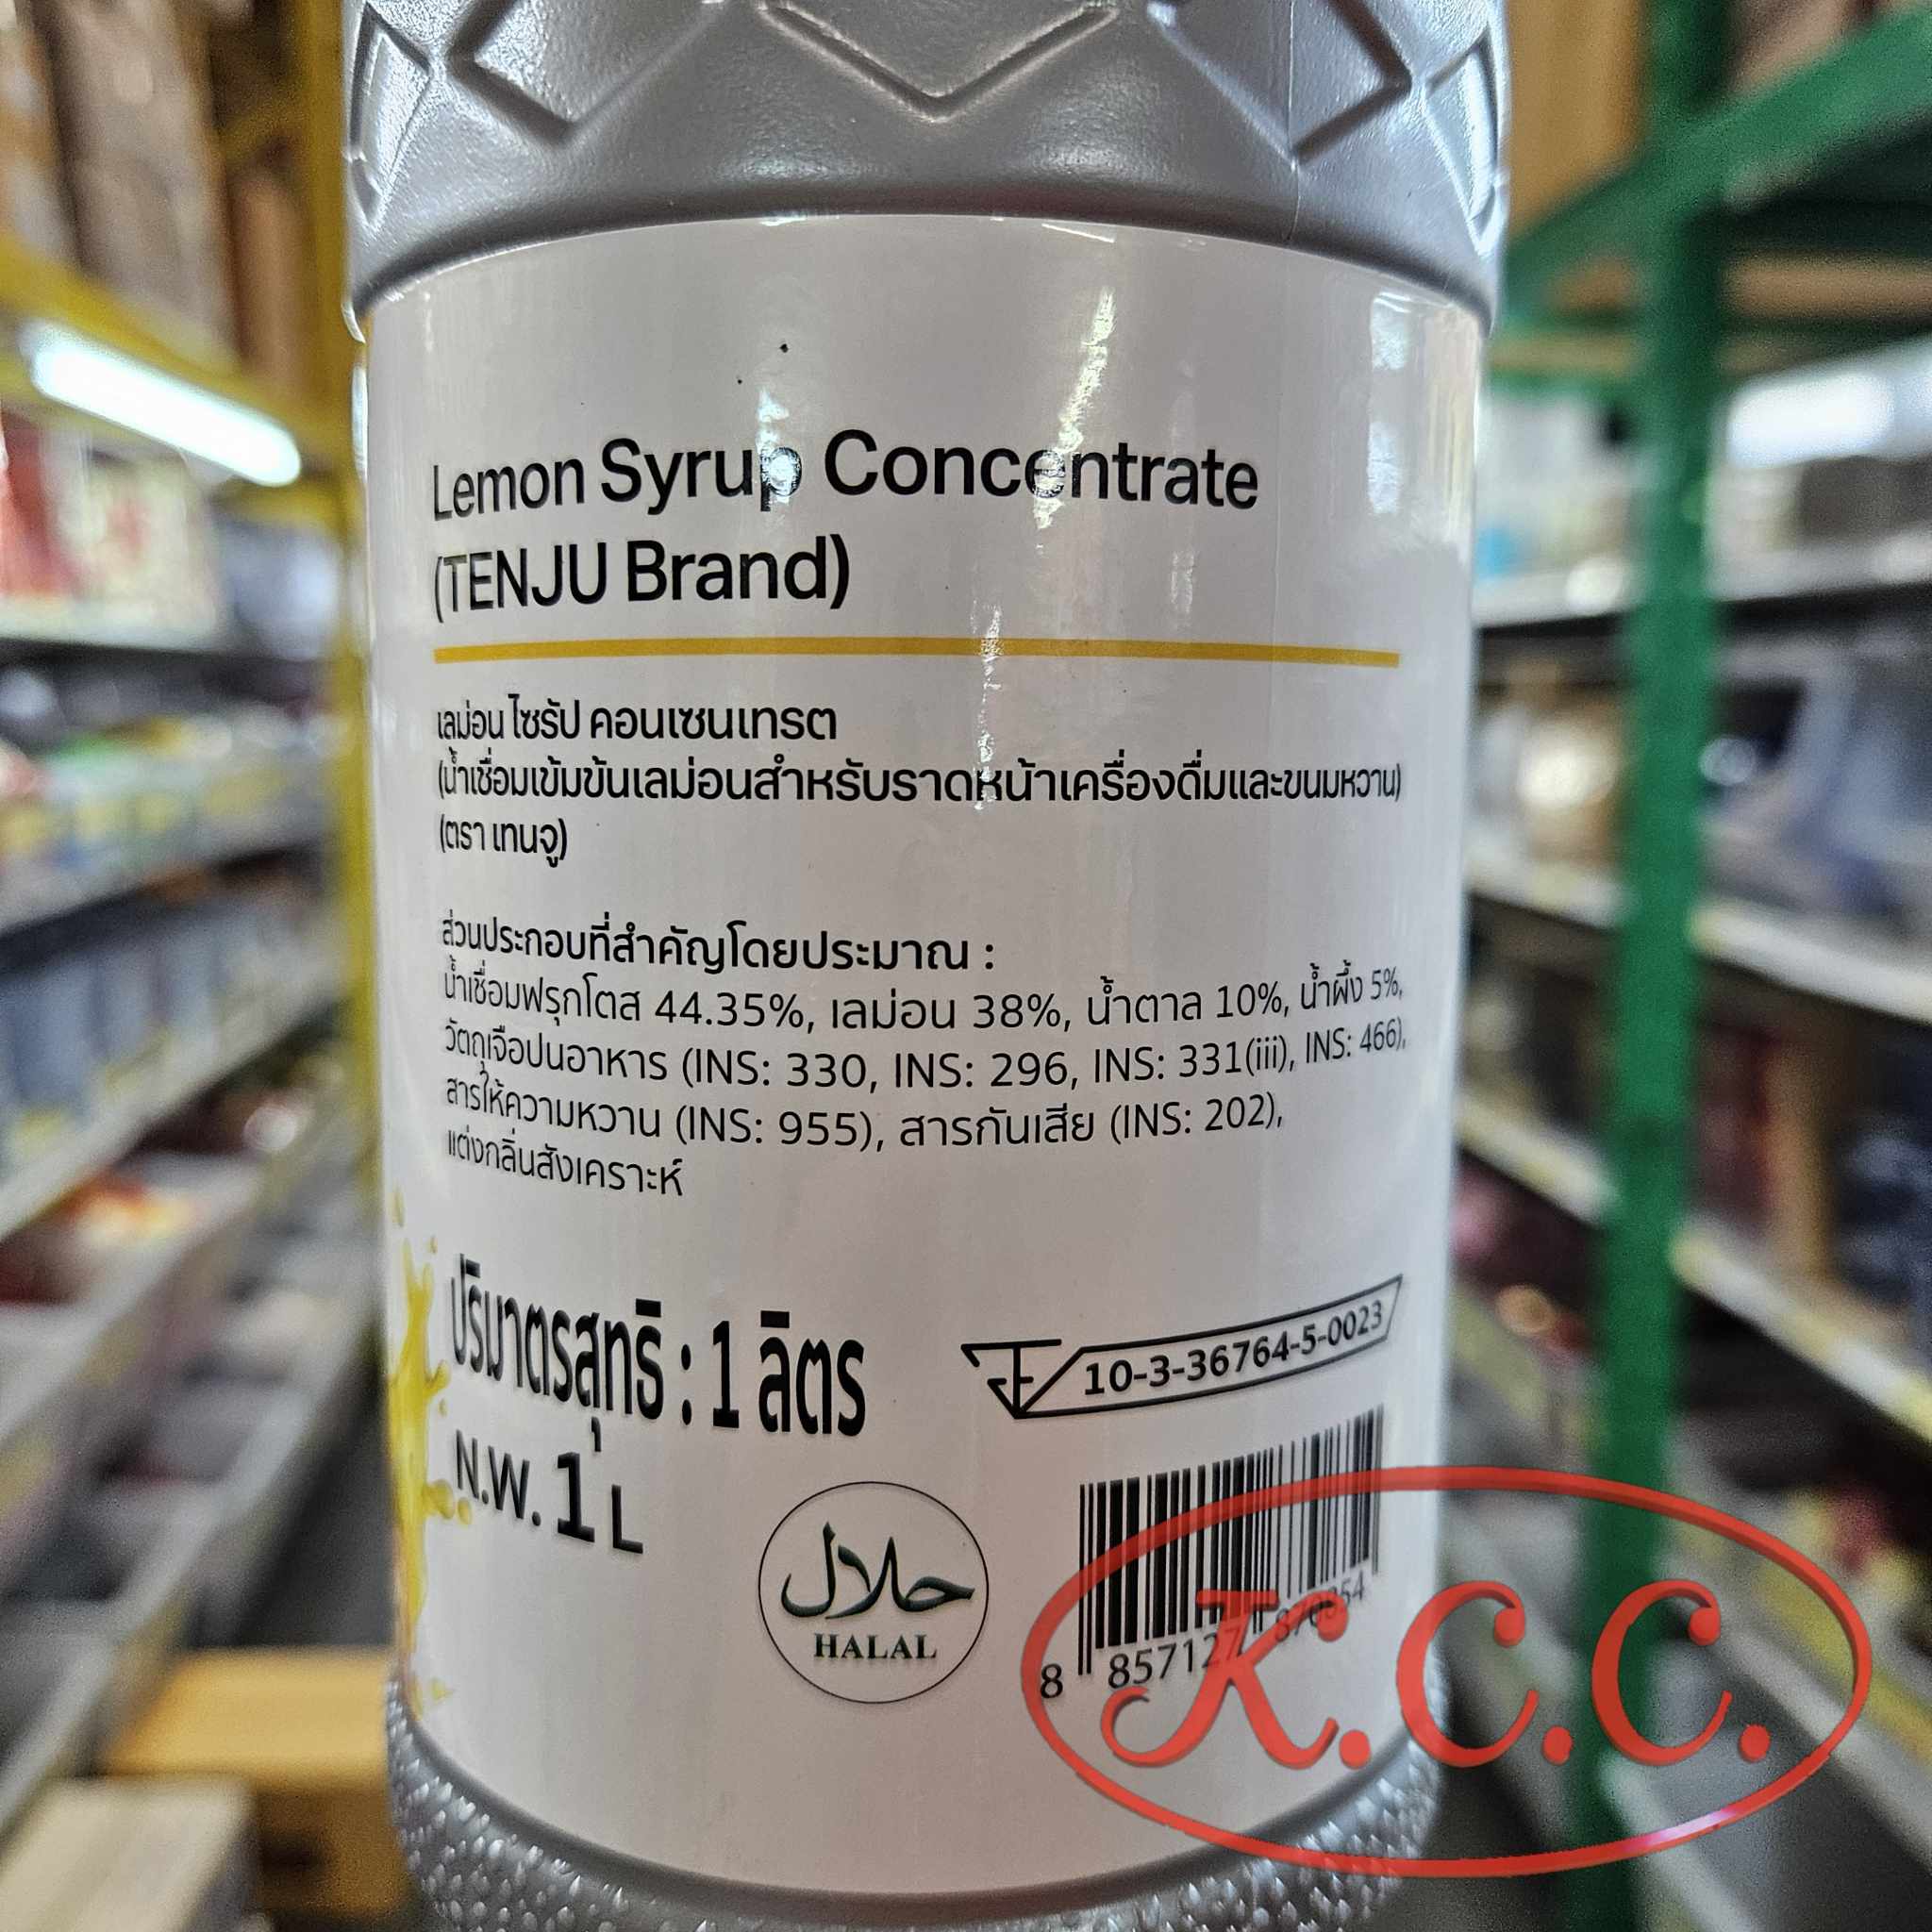 Lemon Syrup Concentrate
(TENJU Brand)
เลม่อน ไซรัป คอนเซนเทรต
(น้ำเชื่อมเข้มข้นเลม่อนสำหรับราดหน้าเครื่องดื่มและขนมหวาน)
(ตรา เทนจู)
ส่วนประกอบที่สำคัญโดยประมาณ :
น้ำเชื่อมฟรุกโตส 44.35%, เลม่อน 38%, น้ำตาล 10%, น้ำผึ้ง 5%,
วัตถุเจือปนอาหาร (INS: 330, INS: 296, INS: 331(iii), INS: 466),
สารให้ความหวาน (INS: 955), สารกันเสีย (INS: 202),
แต่งกลิ่นสังเคราะห์
ปริมาตรสุทธิ : 1 ลิตร
N.W. 1 L
10-3-36764-5-0023
حلال
HALAL
8 857127
K.C.C.